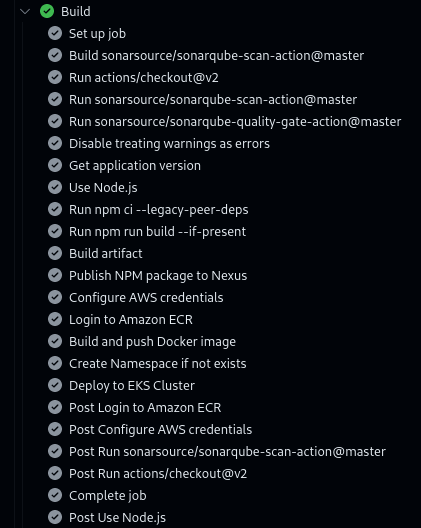 Build
Set up job
Build sonarsource/sonarqube-scan-action@master
Run actions/checkout@v2
Run sonarsource/sonarqube-scan-action@master
Run sonarsource/sonarqube-quality-gate-action@master
Disable treating warnings as errors
Get application version
Use Node.js
Run npm ci --legacy-peer-deps
Run npm run build --if-present
Build artifact
Publish NPM package to Nexus
Configure AWS credentials
Login to Amazon ECR
Build and push Docker image
Create Namespace if not exists
Deploy to EKS Cluster
Post Login to Amazon ECR
Post Configure AWS credentials
Post Run sonarsource/sonarqube-scan-action@master
Post Run actions/checkout@v2
Complete job
Post Use Node.js